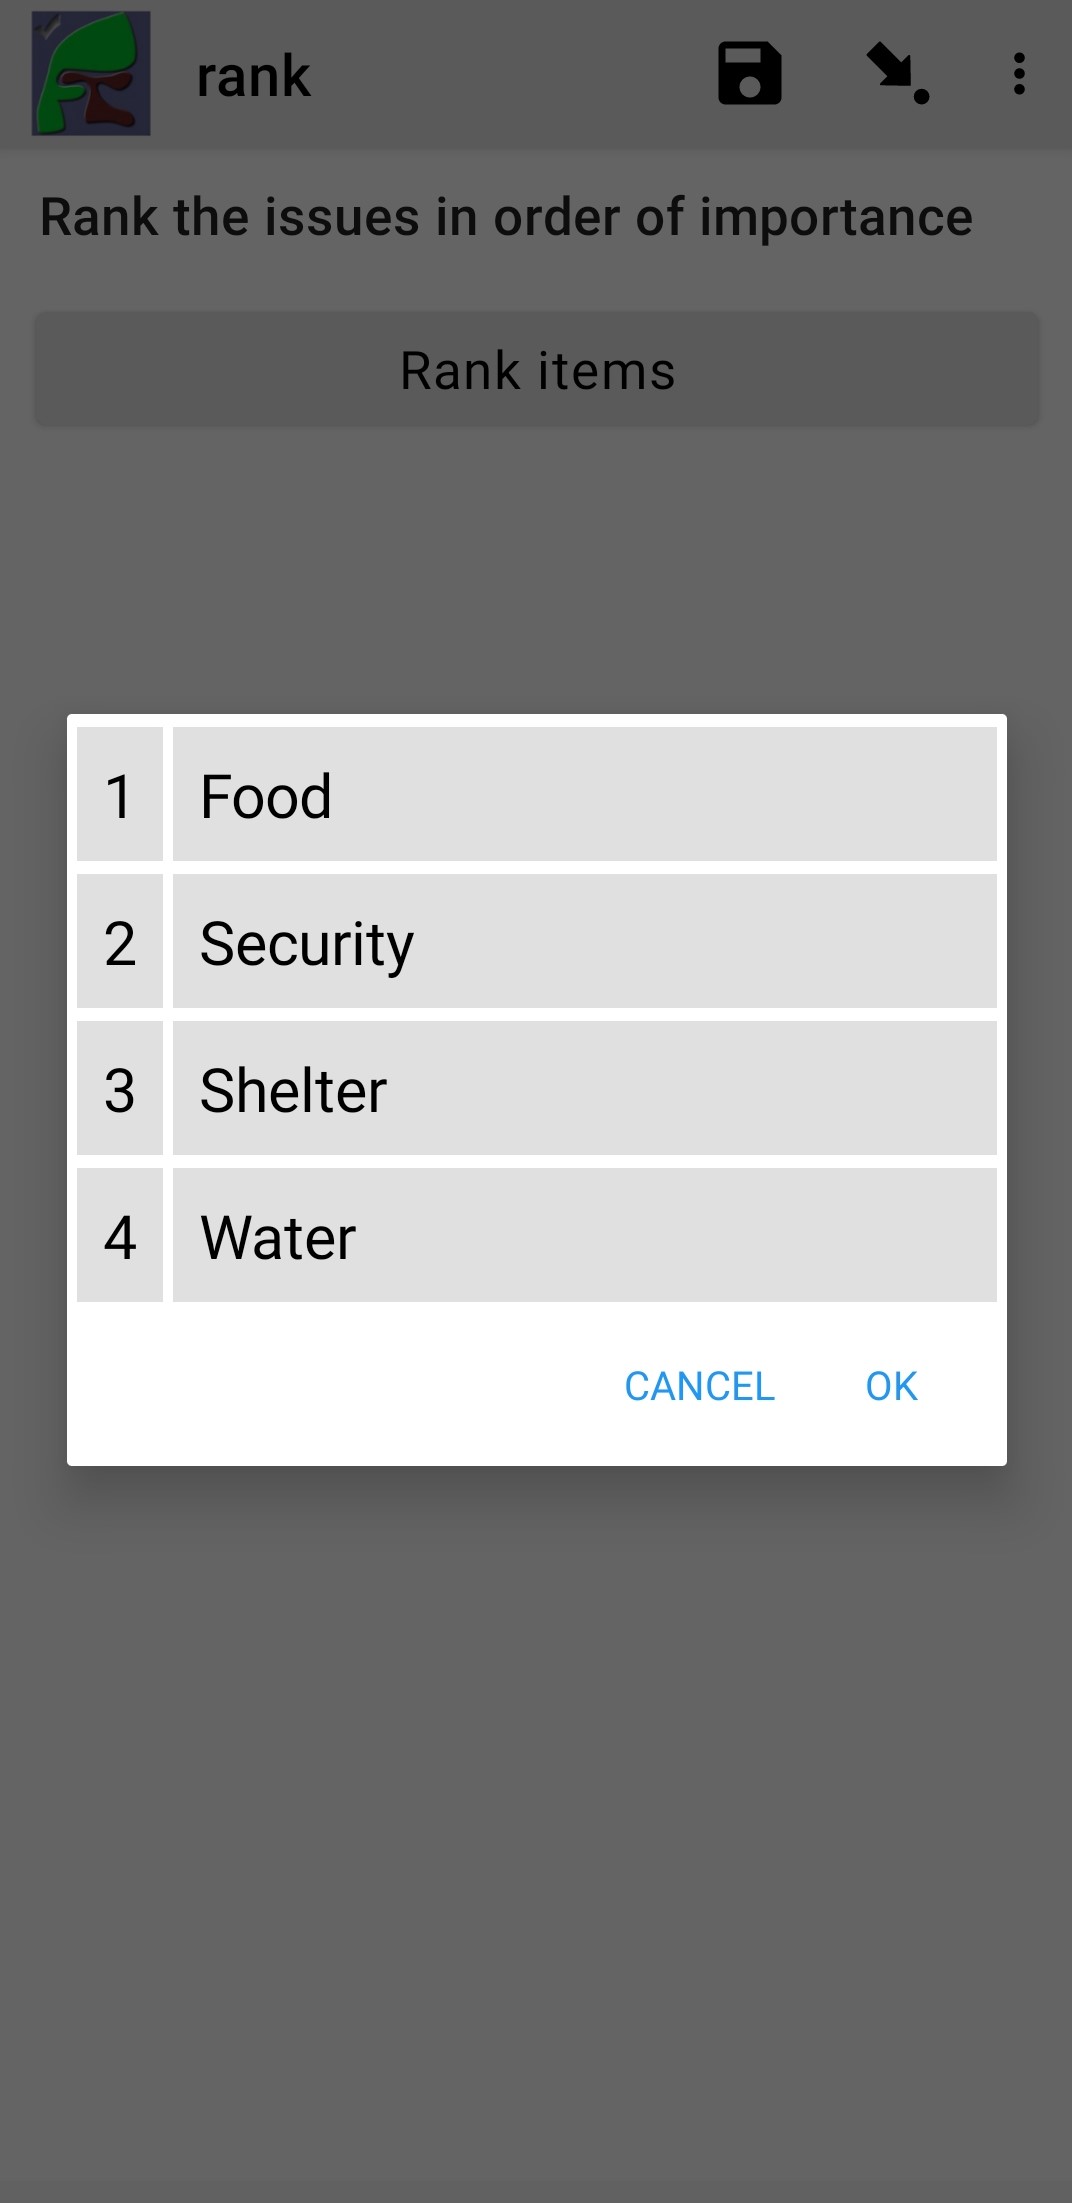 rank
Rank the issues in order of importance
Rank items
1 Food
2 Security
3 Shelter
4 Water
CANCEL OK